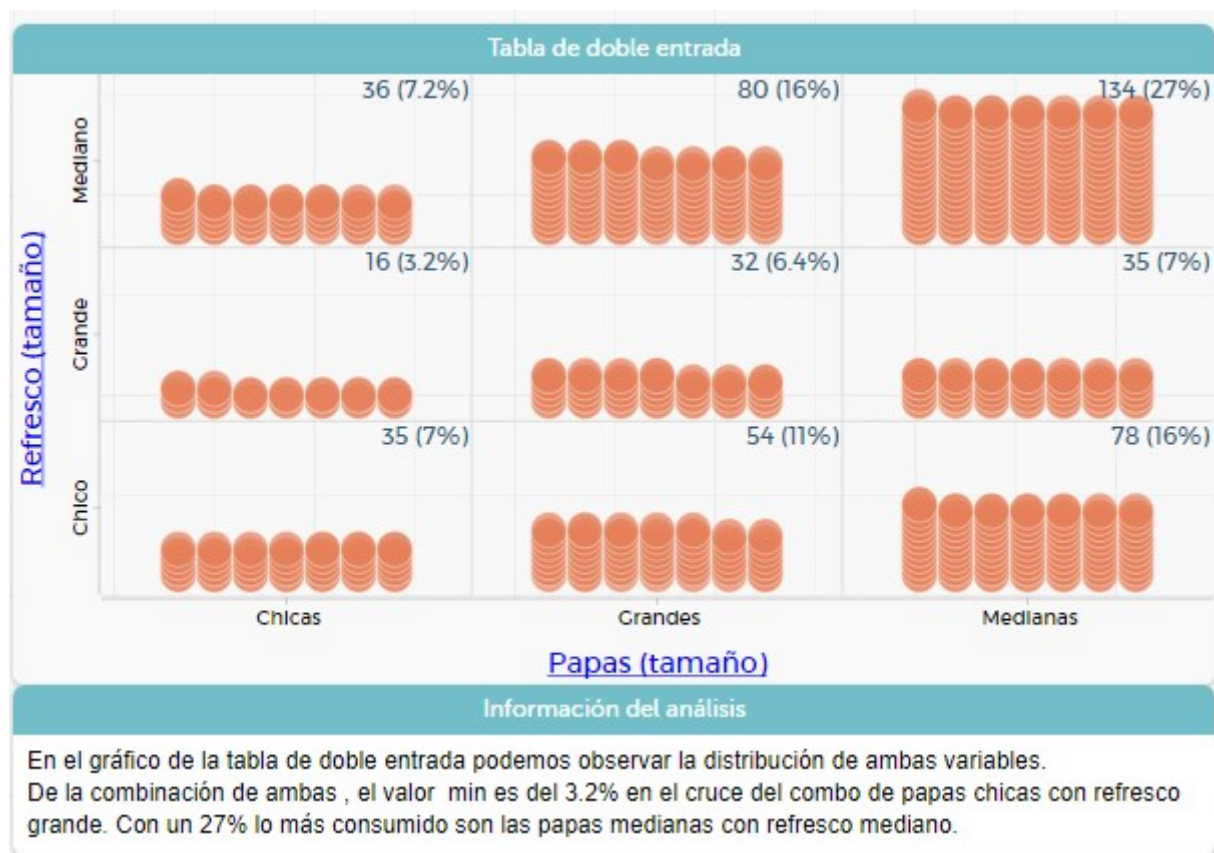 Tabla de doble entrada
36 (7.2%)
80 (16%)
134 (27%)
Mediano
16 (3.2%)
32 (6.4%)
35 (7%)
Grande
Refresco (tamaño)
35 (7%)
54 (11%)
78 (16%)
Chico
Chicas
Grandes
Medianas
Papas (tamaño)
Información del análisis
En el gráfico de la tabla de doble entrada podemos observar la distribución de ambas variables.
De la combinación de ambas , el valor  min es del 3.2% en el cruce del combo de papas chicas con refresco
grande. Con un 27% lo más consumido son las papas medianas con refresco mediano.